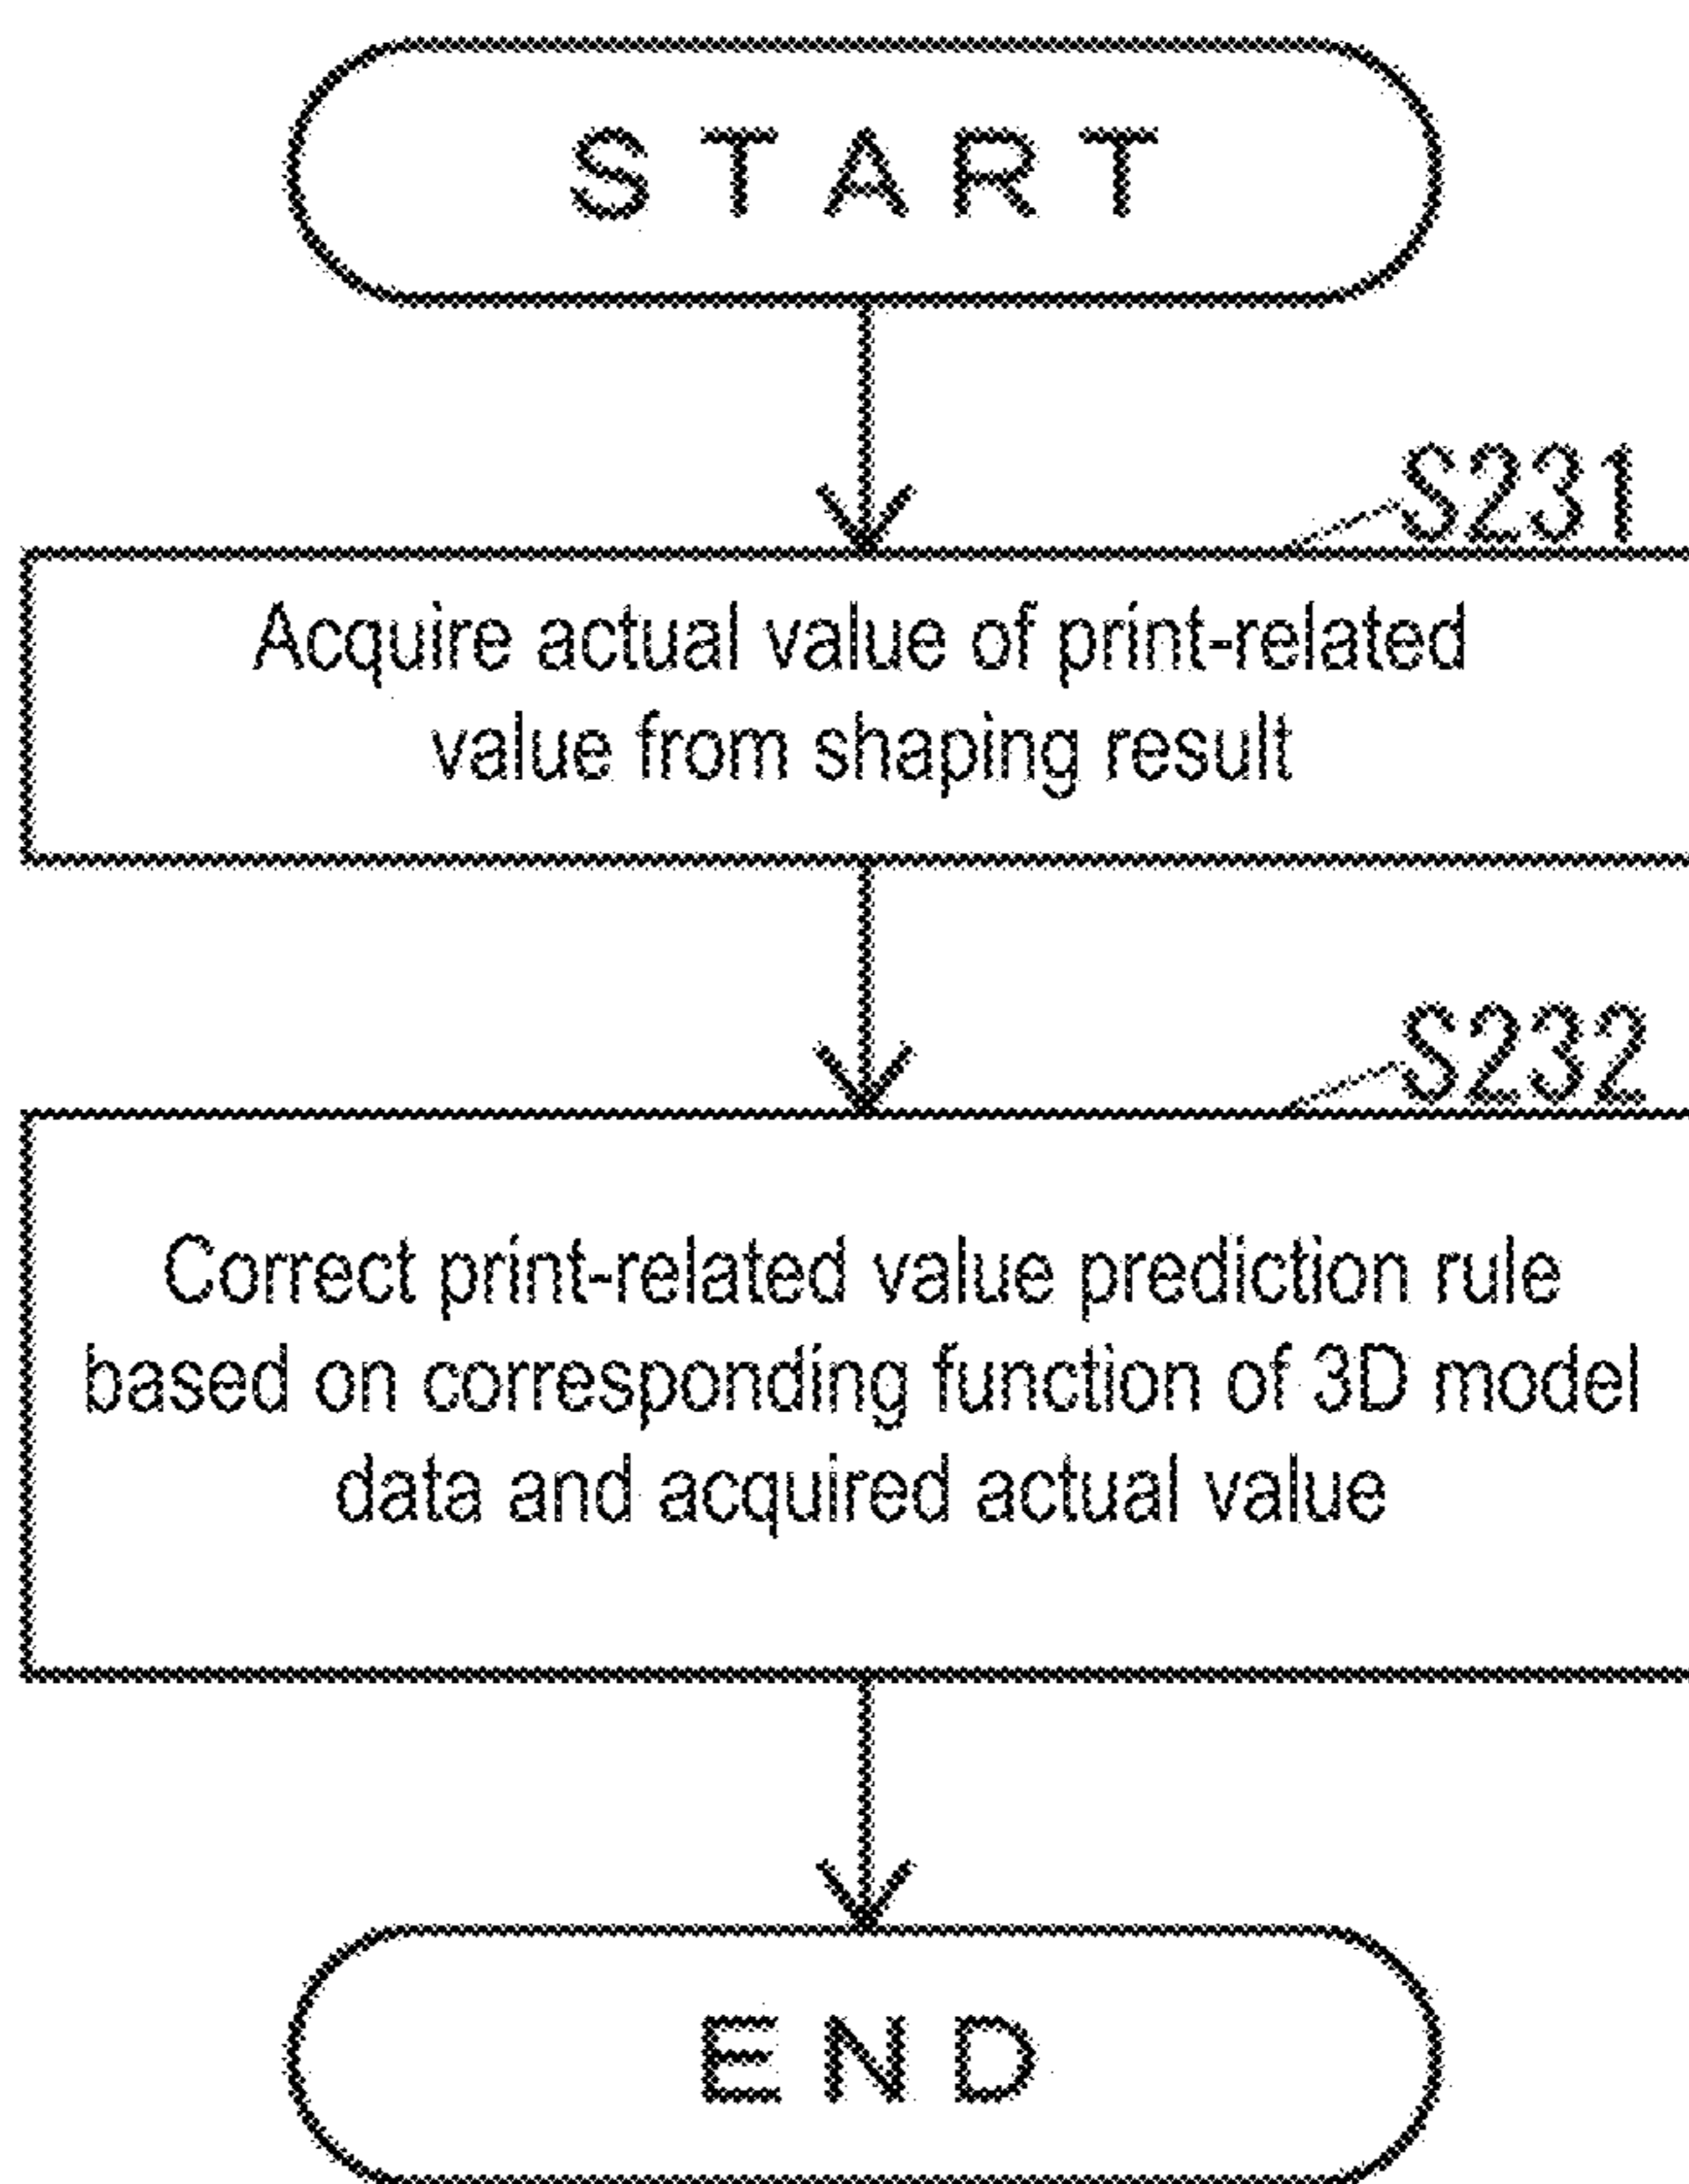 START
S231
Acquire actual value of print-related
value from shaping result
S232
Correct print-related value prediction rule
based on corresponding function of 3D model
data and acquired actual value
END